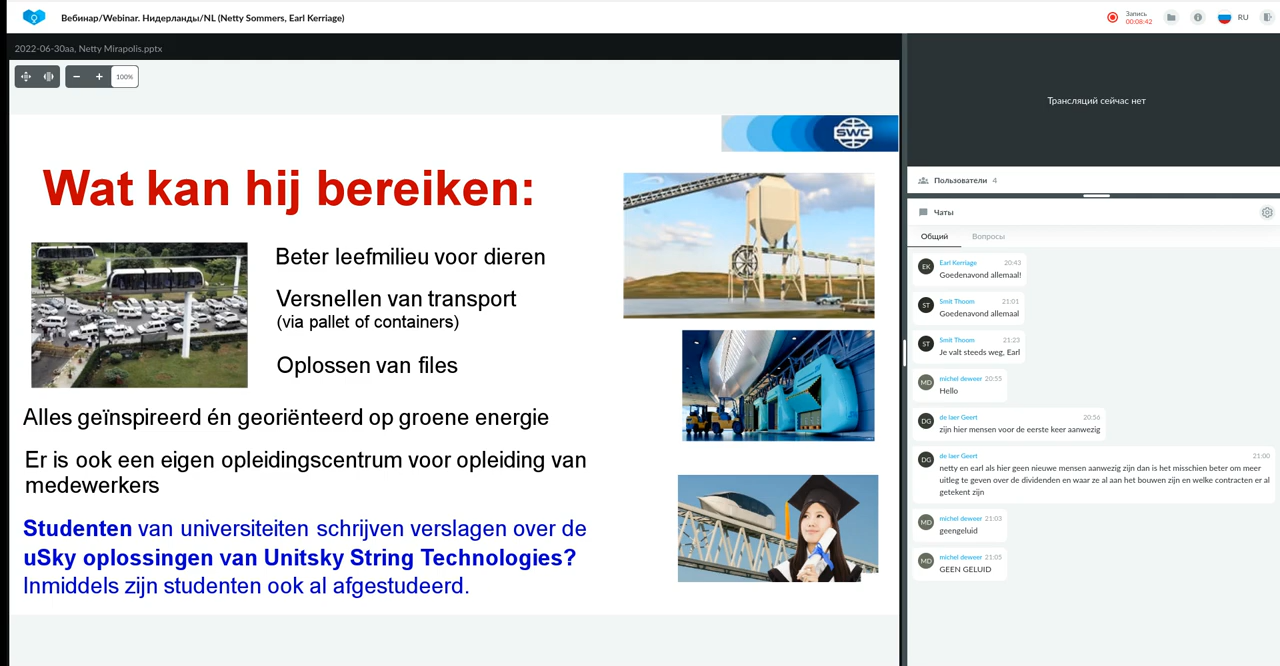 Вебинар/Webinar. Нидерланды/NL (Netty Sommers, Earl Kerriage)
Запись
00:08:42
RU
2022-06-30aa, Netty Mirapolis.pptx
100%
SWC
Wat kan hij bereiken:
Beter leefmilieu voor dieren
Versnellen van transport
(via pallet of containers)
Oplossen van files
Alles geïnspireerd én georiënteerd op groene energie
Er is ook een eigen opleidingscentrum voor opleiding van
medewerkers
Studenten van universiteiten schrijven verslagen over de
uSky oplossingen van Unitsky String Technologies?
Inmiddels zijn studenten ook al afgestudeerd.
Трансляций сейчас нет
Пользователи 4
Чаты
Общий Вопросы
EK Earl Kerriage 20:43
Goedenavond allemaal!
ST Smit Thoom 21:01
Goedenavond allemaal
ST Smit Thoom 21:23
Je valt steeds weg, Earl
MD michel deweer 20:55
Hello
DG de laer Geert 20:56
zijn hier mensen voor de eerste keer aanwezig
DG de laer Geert 21:00
netty en earl als hier geen nieuwe mensen aanwezig zijn dan is het misschien beter om meer
uitleg te geven over de dividenden en waar ze al aan het bouwen zijn en welke contracten er al
getekent zijn
MD michel deweer 21:03
geengeluid
MD michel deweer 21:05
GEEN GELUID